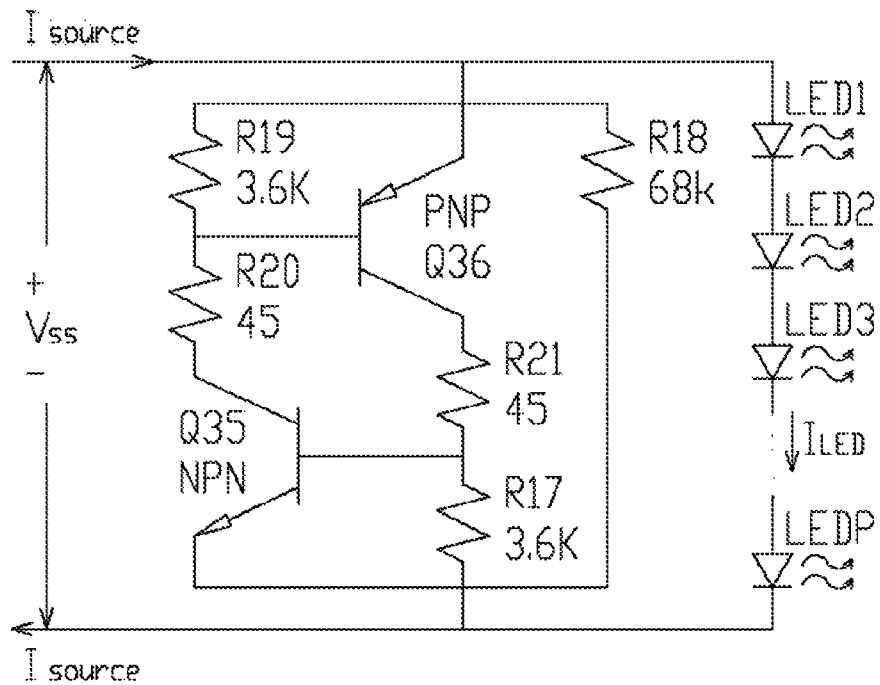 I source
LED1
R19
3.6K
R18
68k
PNP
Q36
LED2
R20
45
+
Vss
-
LED3
R21
45
Q35
NPN
ILED
R17
3.6K
LEDP
I source